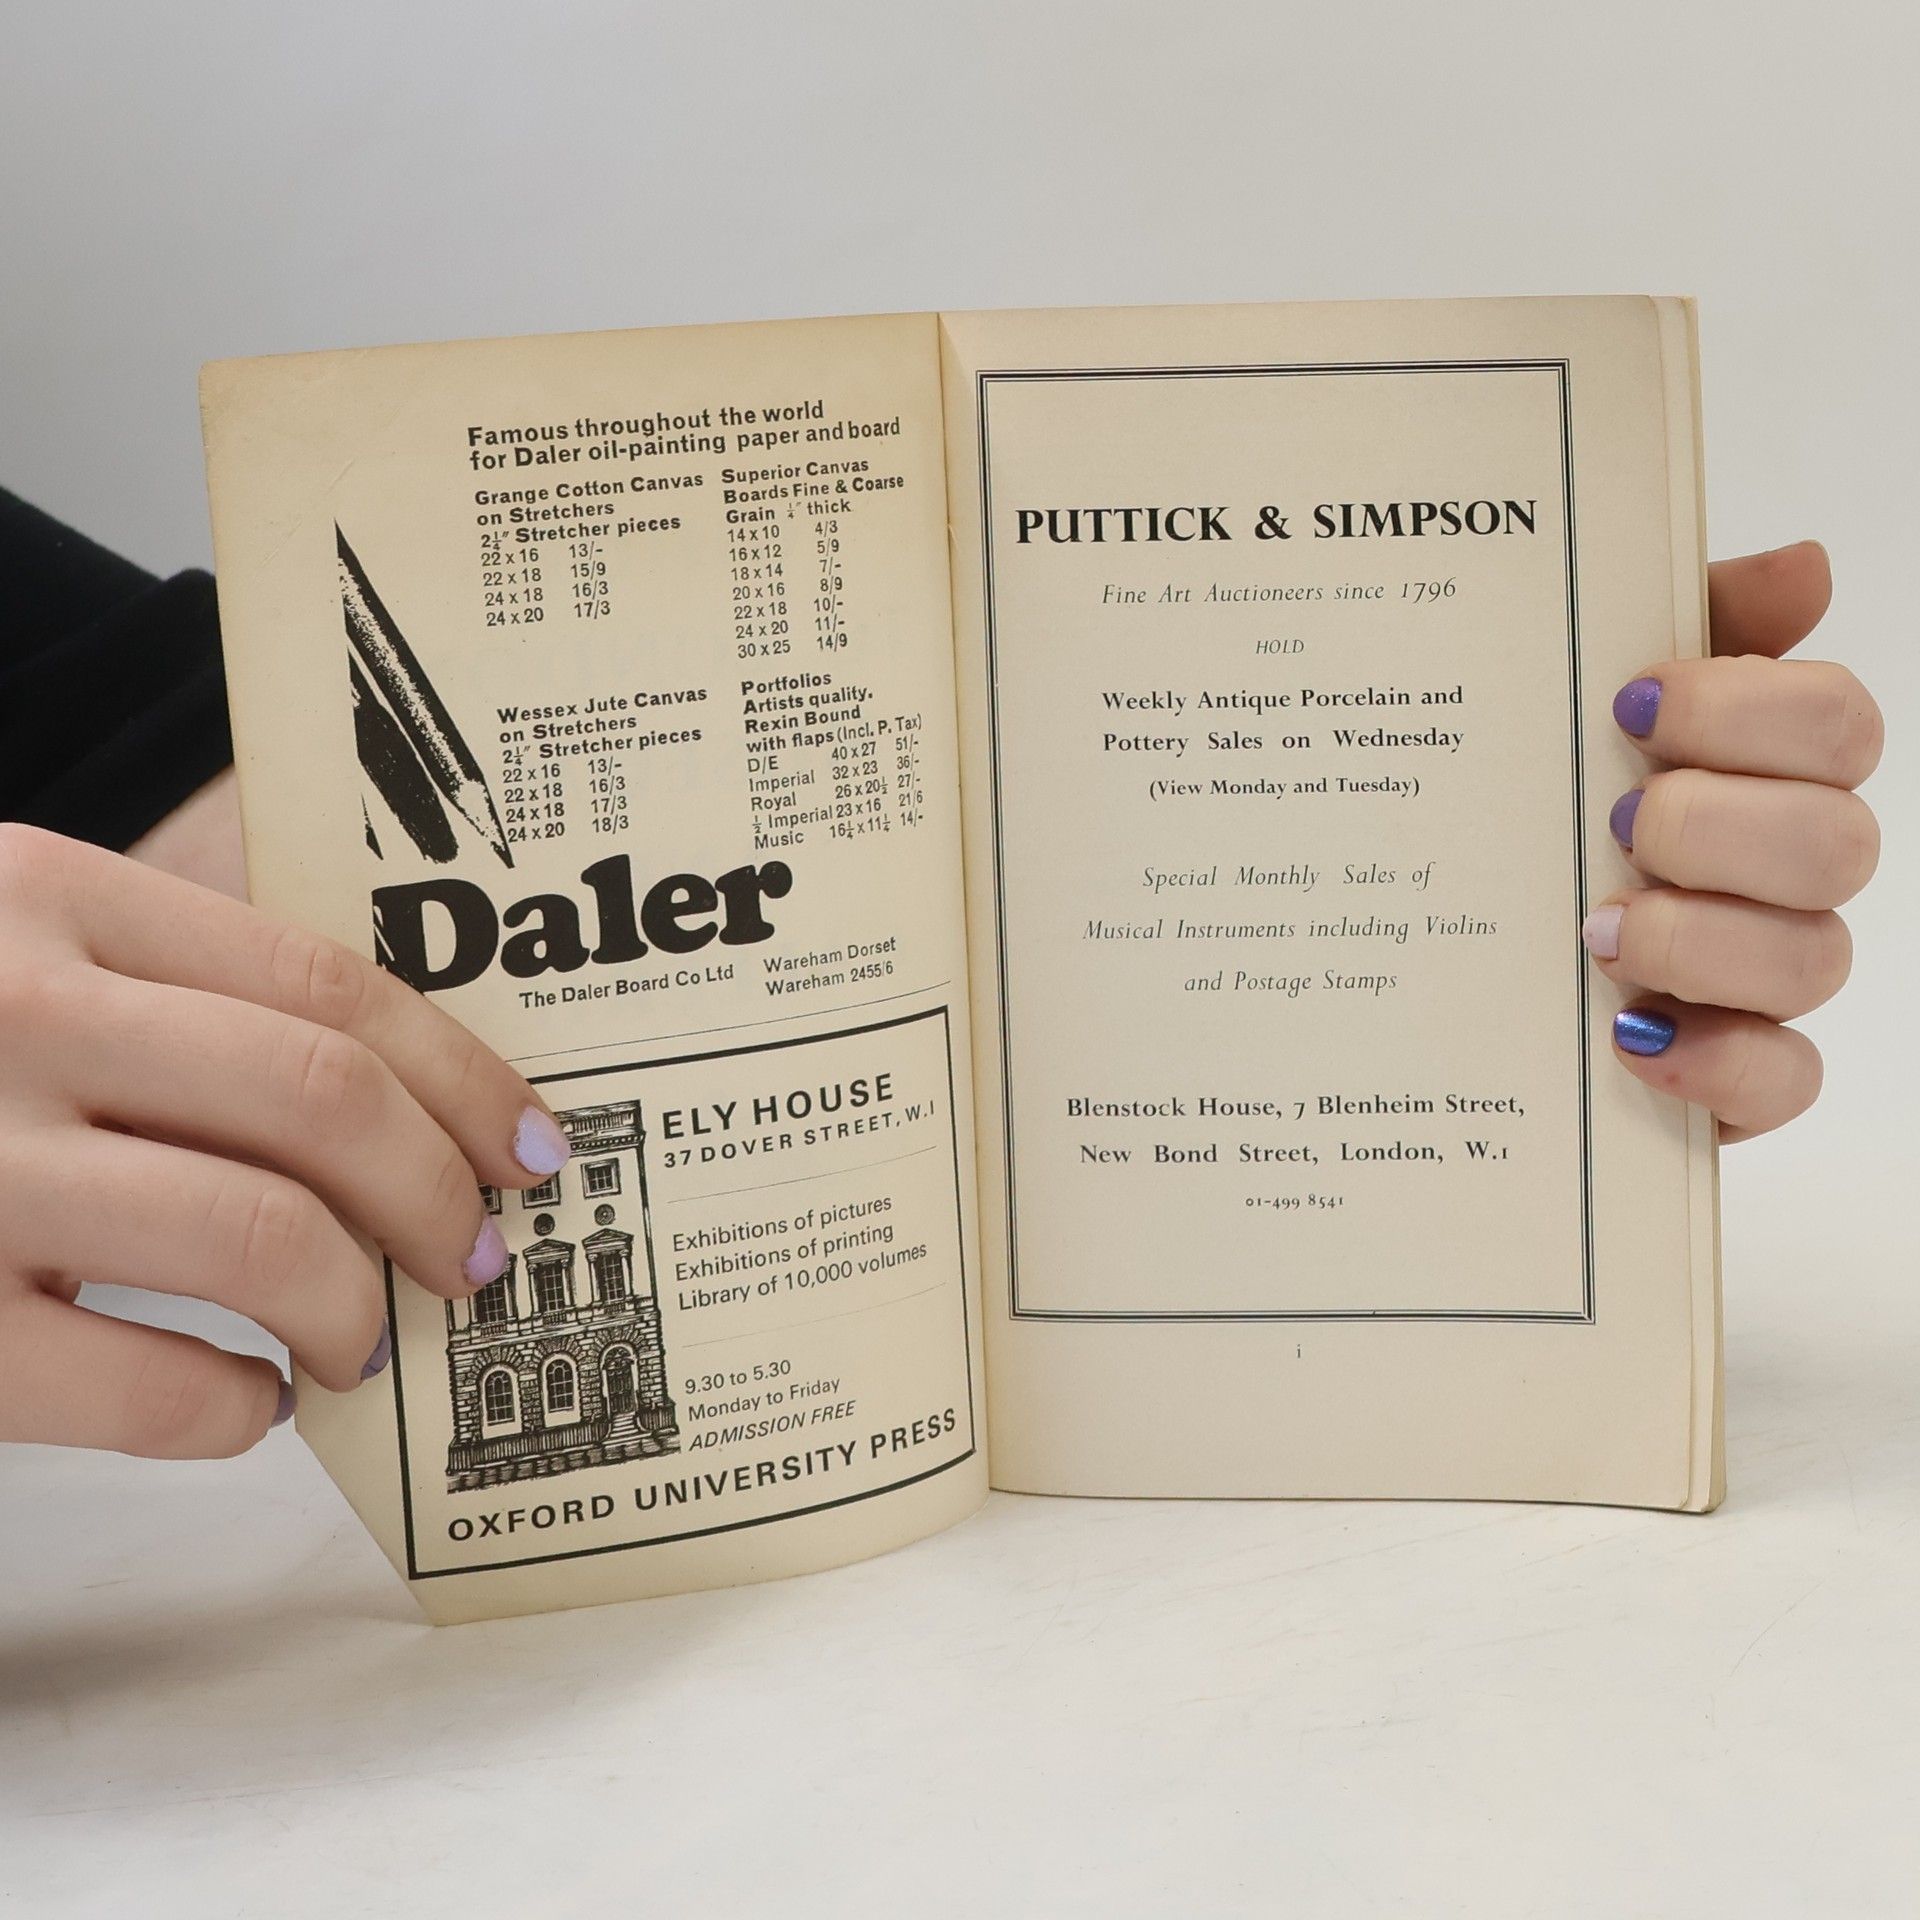 Famous throughout the world
for Daler oil-painting paper and board
Grange Cotton Canvas
on Stretchers
2¼" Stretcher pieces
22 x 16 13/-
22 x 18 15/9
24 x 18 16/3
24 x 20 17/3
Superior Canvas
Boards Fine & Coarse
Grain ¼" thick
14 x 10 4/3
16 x 12 5/9
18 x 14 7/-
20 x 16 8/9
22 x 18 10/-
24 x 20 11/-
30 x 25 14/9
Wessex Jute Canvas
on Stretchers
2¼" Stretcher pieces
22 x 16 13/-
22 x 18 16/3
24 x 18 17/3
24 x 20 18/3
Portfolios
Artists quality.
Rexin Bound
with flaps (Incl. P. Tax)
D/E 40 x 27 51/-
Imperial 32 x 23 36/-
Royal 26 x 20½ 27/-
½ Imperial 23 x 16 21/6
Music 16¼ x 11¼ 14/-
Daler
The Daler Board Co Ltd
Wareham Dorset
Wareham 2455/6
ELY HOUSE
37 DOVER STREET, W.I
Exhibitions of pictures
Exhibitions of printing
Library of 10,000 volumes
9.30 to 5.30
Monday to Friday
ADMISSION FREE
OXFORD UNIVERSITY PRESS
PUTTICK & SIMPSON
Fine Art Auctioneers since 1796
HOLD
Weekly Antique Porcelain and
Pottery Sales on Wednesday
(View Monday and Tuesday)
Special Monthly Sales of
Musical Instruments including Violins
and Postage Stamps
Blenstock House, 7 Blenheim Street,
New Bond Street, London, W.1
01-499 8541
i